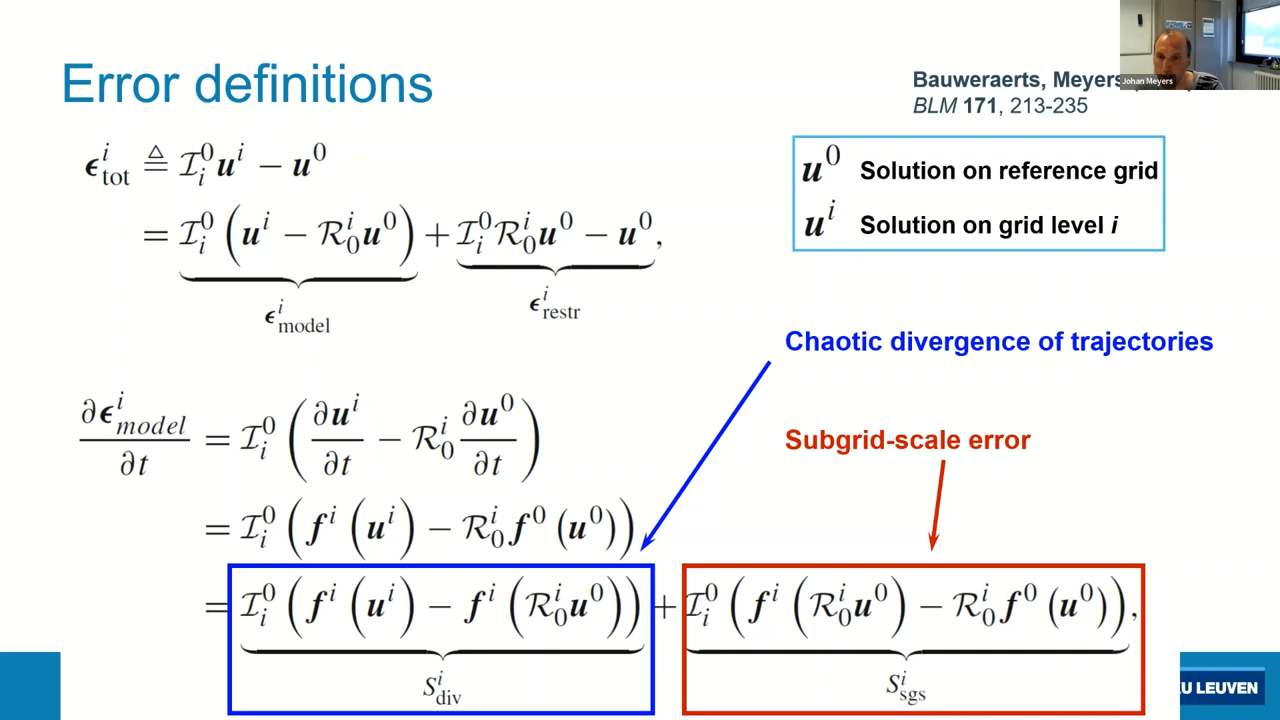 Error definitions
Bauweraerts, Meyers
BLM 171, 213-235
Johan Meyers
ϵ^i_tot ≜ ℐ^0_i u^i − u^0
= ℐ^0_i (u^i − ℛ^i_0 u^0) + ℐ^0_i ℛ^i_0 u^0 − u^0,
ϵ^i_model
ϵ^i_restr
u^0 Solution on reference grid
u^i Solution on grid level i
Chaotic divergence of trajectories
Subgrid-scale error
∂ϵ^i_model / ∂t = ℐ^0_i (∂u^i / ∂t − ℛ^i_0 ∂u^0 / ∂t)
= ℐ^0_i (f^i (u^i) − ℛ^i_0 f^0 (u^0))
= ℐ^0_i (f^i (u^i) − f^i (ℛ^i_0 u^0)) + ℐ^0_i (f^i (ℛ^i_0 u^0) − ℛ^i_0 f^0 (u^0)),
S^i_div
S^i_sgs
U LEUVEN